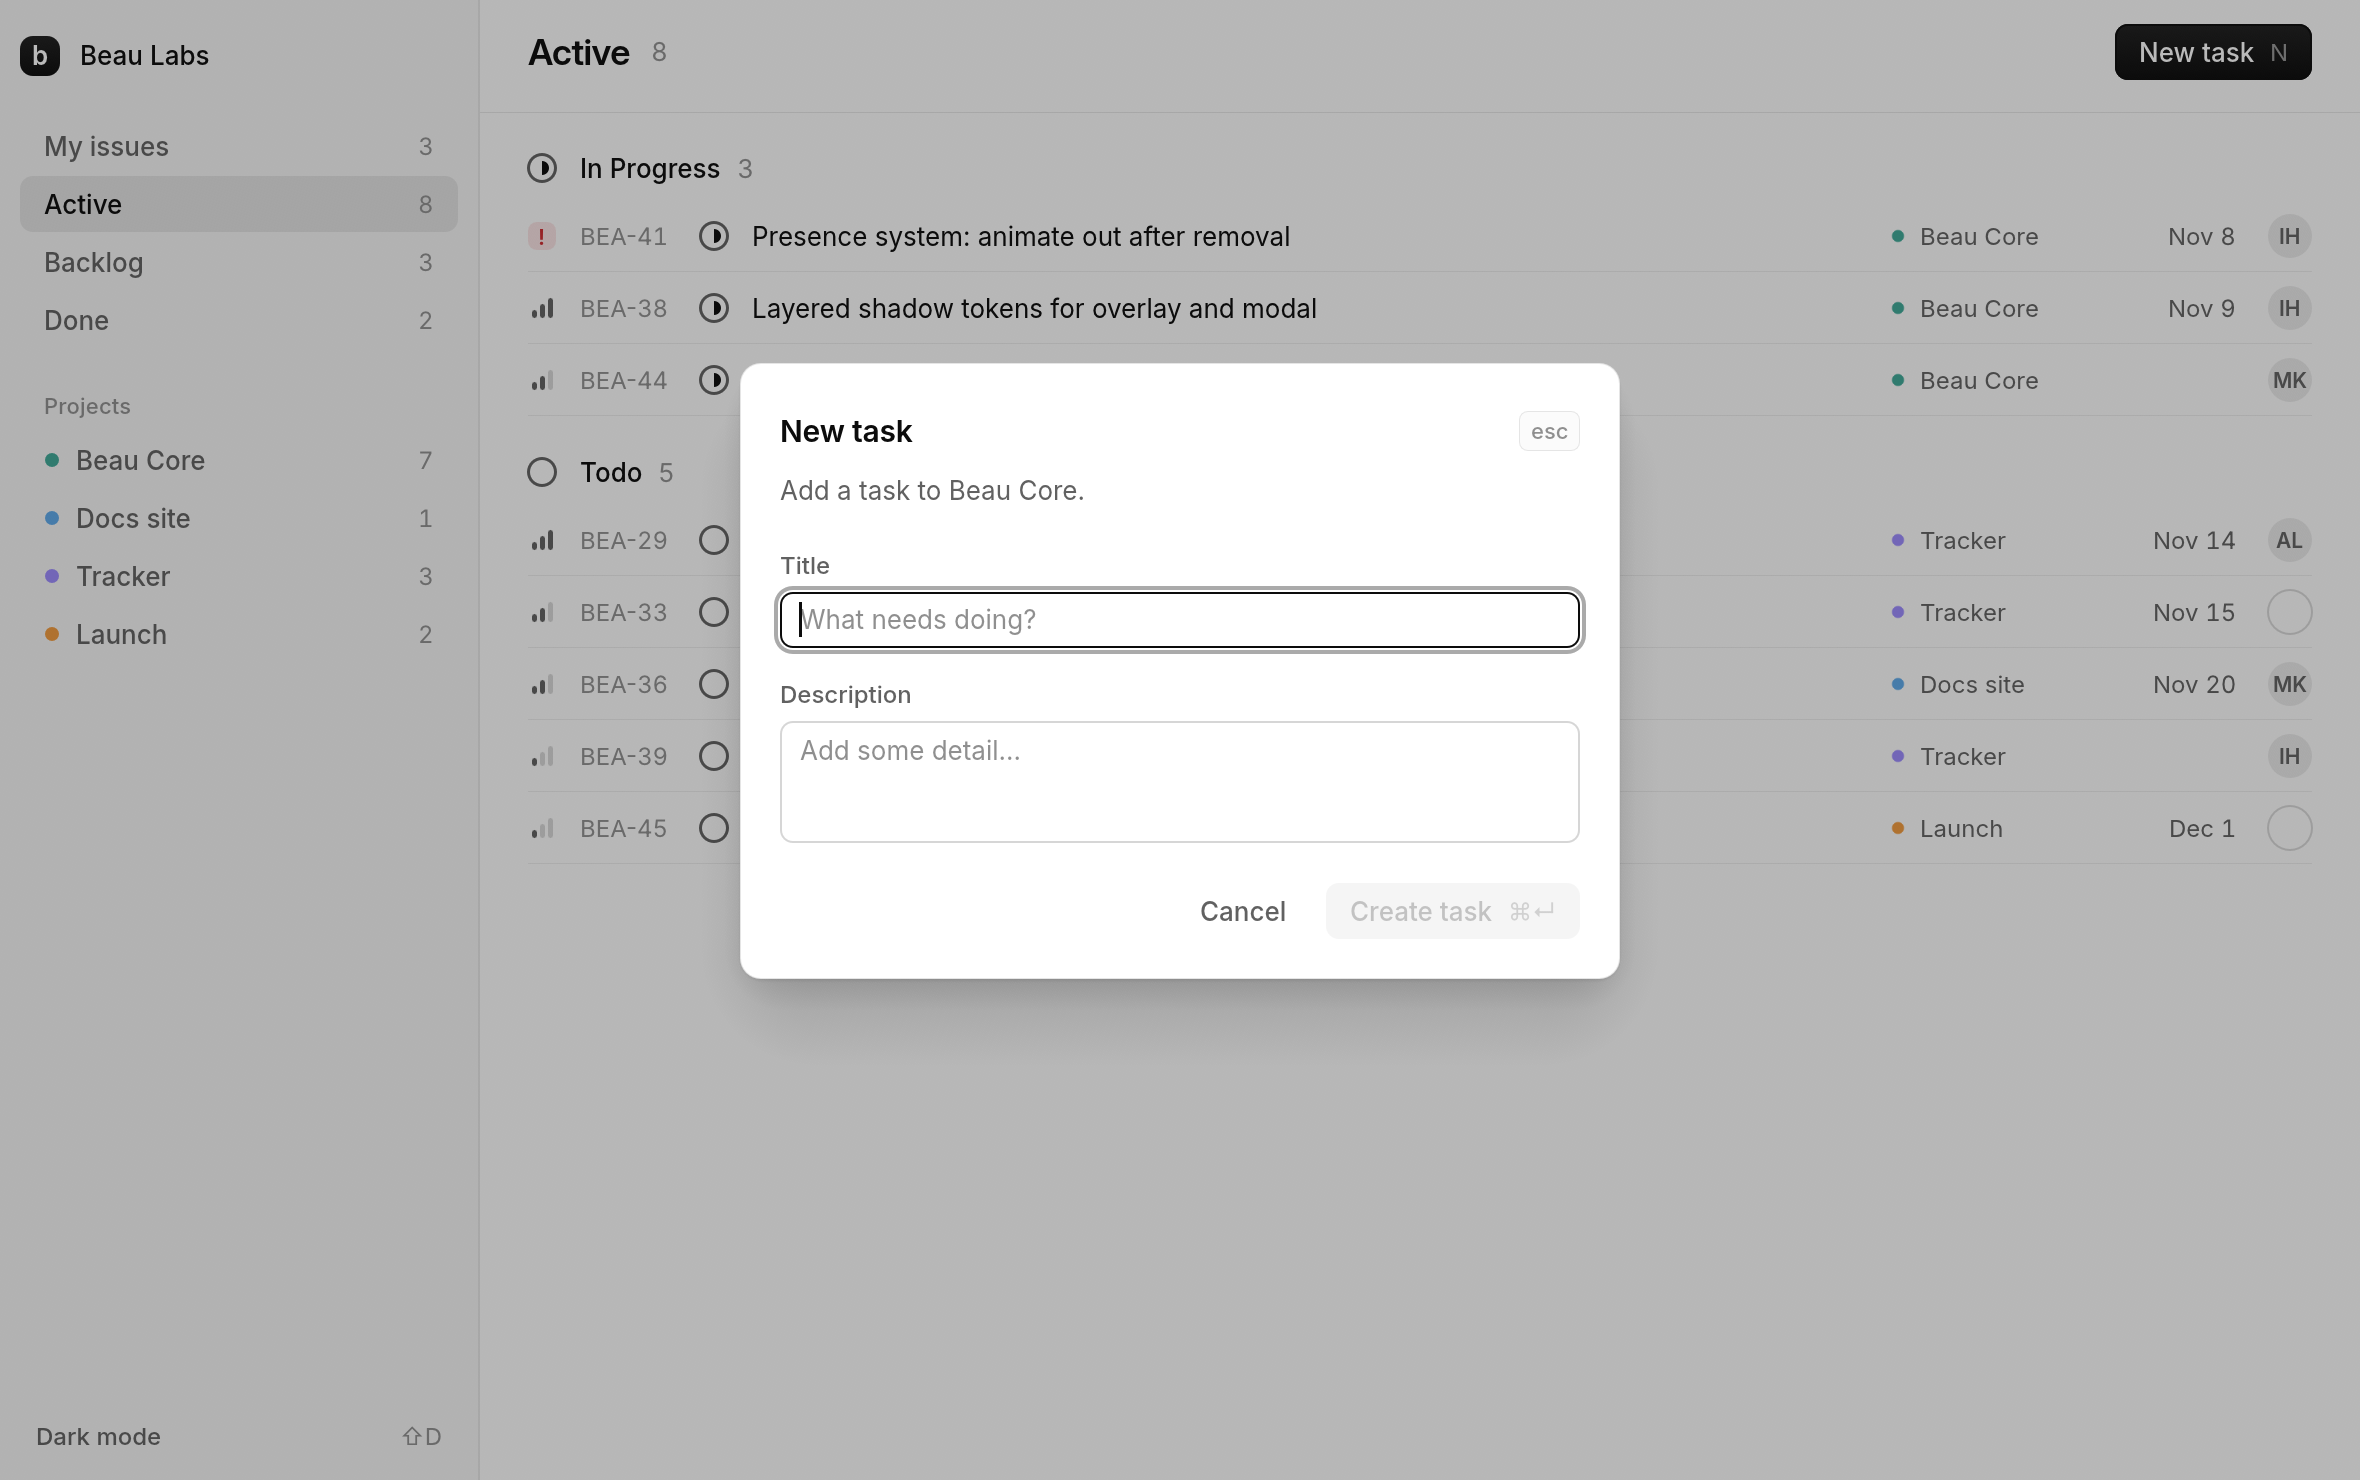 b Beau Labs
My issues 3
Active 8
Backlog 3
Done 2
Projects
Beau Core 7
Docs site 1
Tracker 3
Launch 2
Dark mode ⇧D
Active 8
New task N
In Progress 3
! BEA-41 Presence system: animate out after removal Beau Core Nov 8 IH
BEA-38 Layered shadow tokens for overlay and modal Beau Core Nov 9 IH
BEA-44 Beau Core MK
Todo 5
BEA-29 Tracker Nov 14 AL
BEA-33 Tracker Nov 15
BEA-36 Docs site Nov 20 MK
BEA-39 Tracker IH
BEA-45 Launch Dec 1
New task esc
Add a task to Beau Core.
Title
What needs doing?
Description
Add some detail...
Cancel Create task ⌘↵